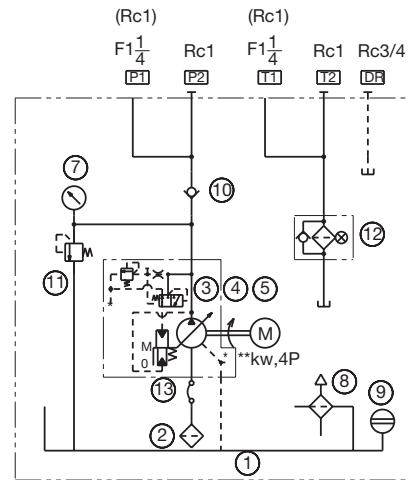 (Rc1) (Rc1)
F1 1/4 Rc1 F1 1/4 Rc1 Rc3/4
P1 P2 T1 T2 DR
7
10
12
11
3 4 5
*
M
0
M
* **kw,4P
13
8
9
2
1